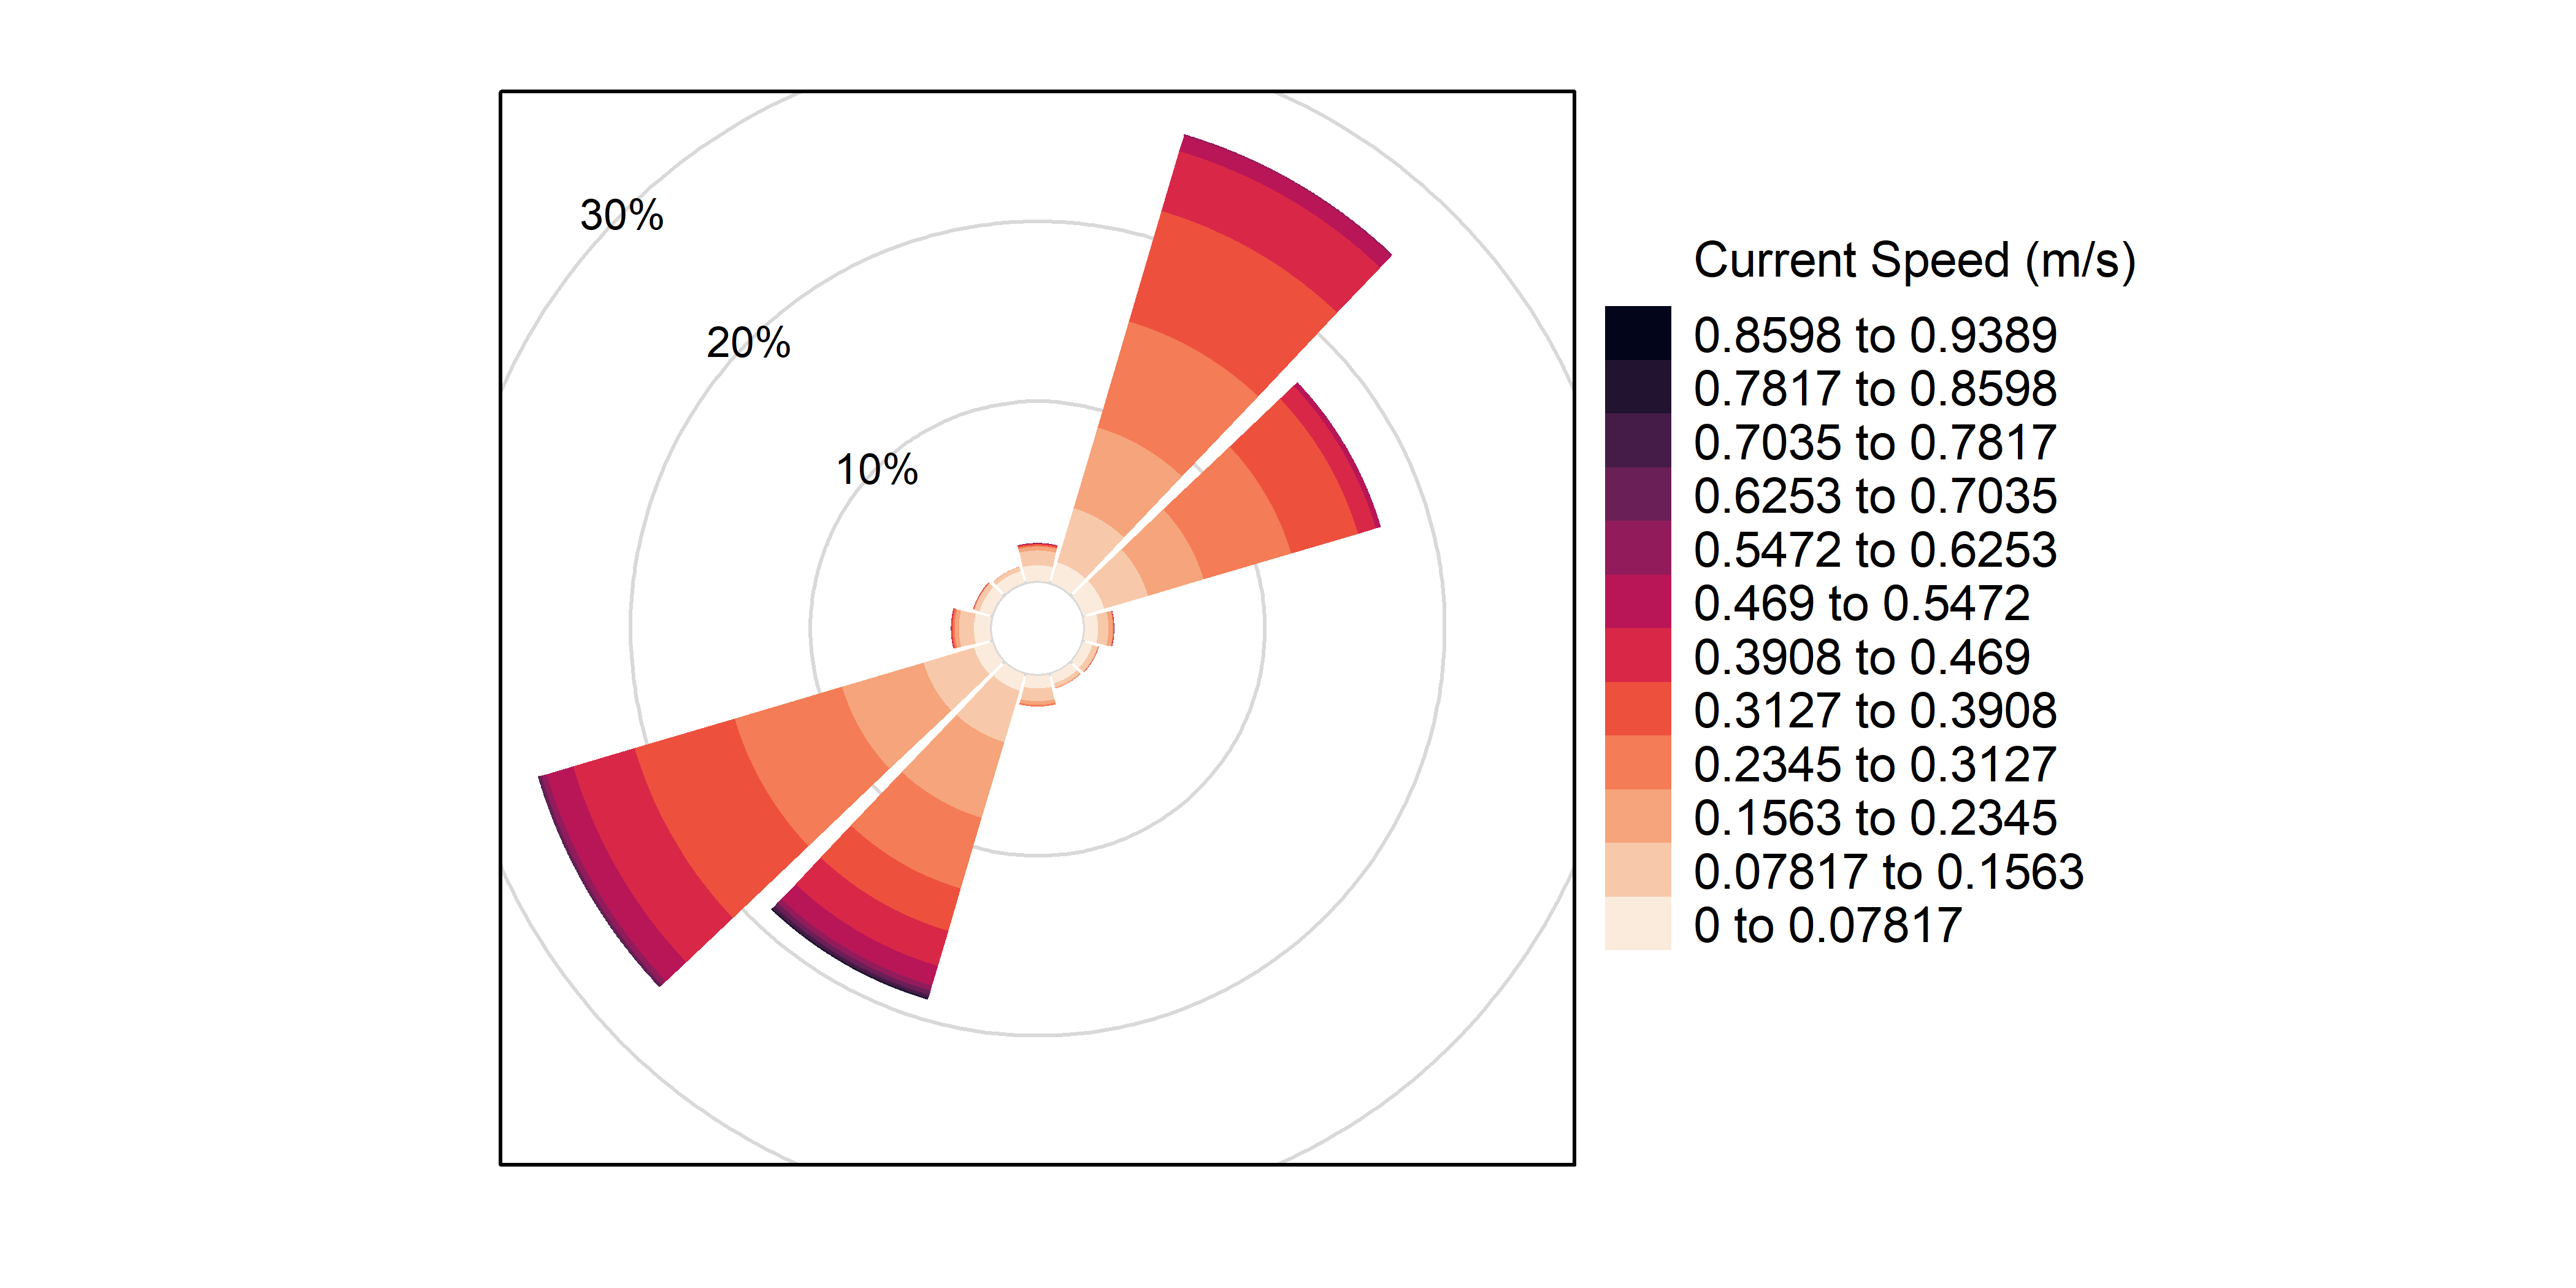 30%
20%
10%
Current Speed (m/s)
0.8598 to 0.9389
0.7817 to 0.8598
0.7035 to 0.7817
0.6253 to 0.7035
0.5472 to 0.6253
0.469 to 0.5472
0.3908 to 0.469
0.3127 to 0.3908
0.2345 to 0.3127
0.1563 to 0.2345
0.07817 to 0.1563
0 to 0.07817